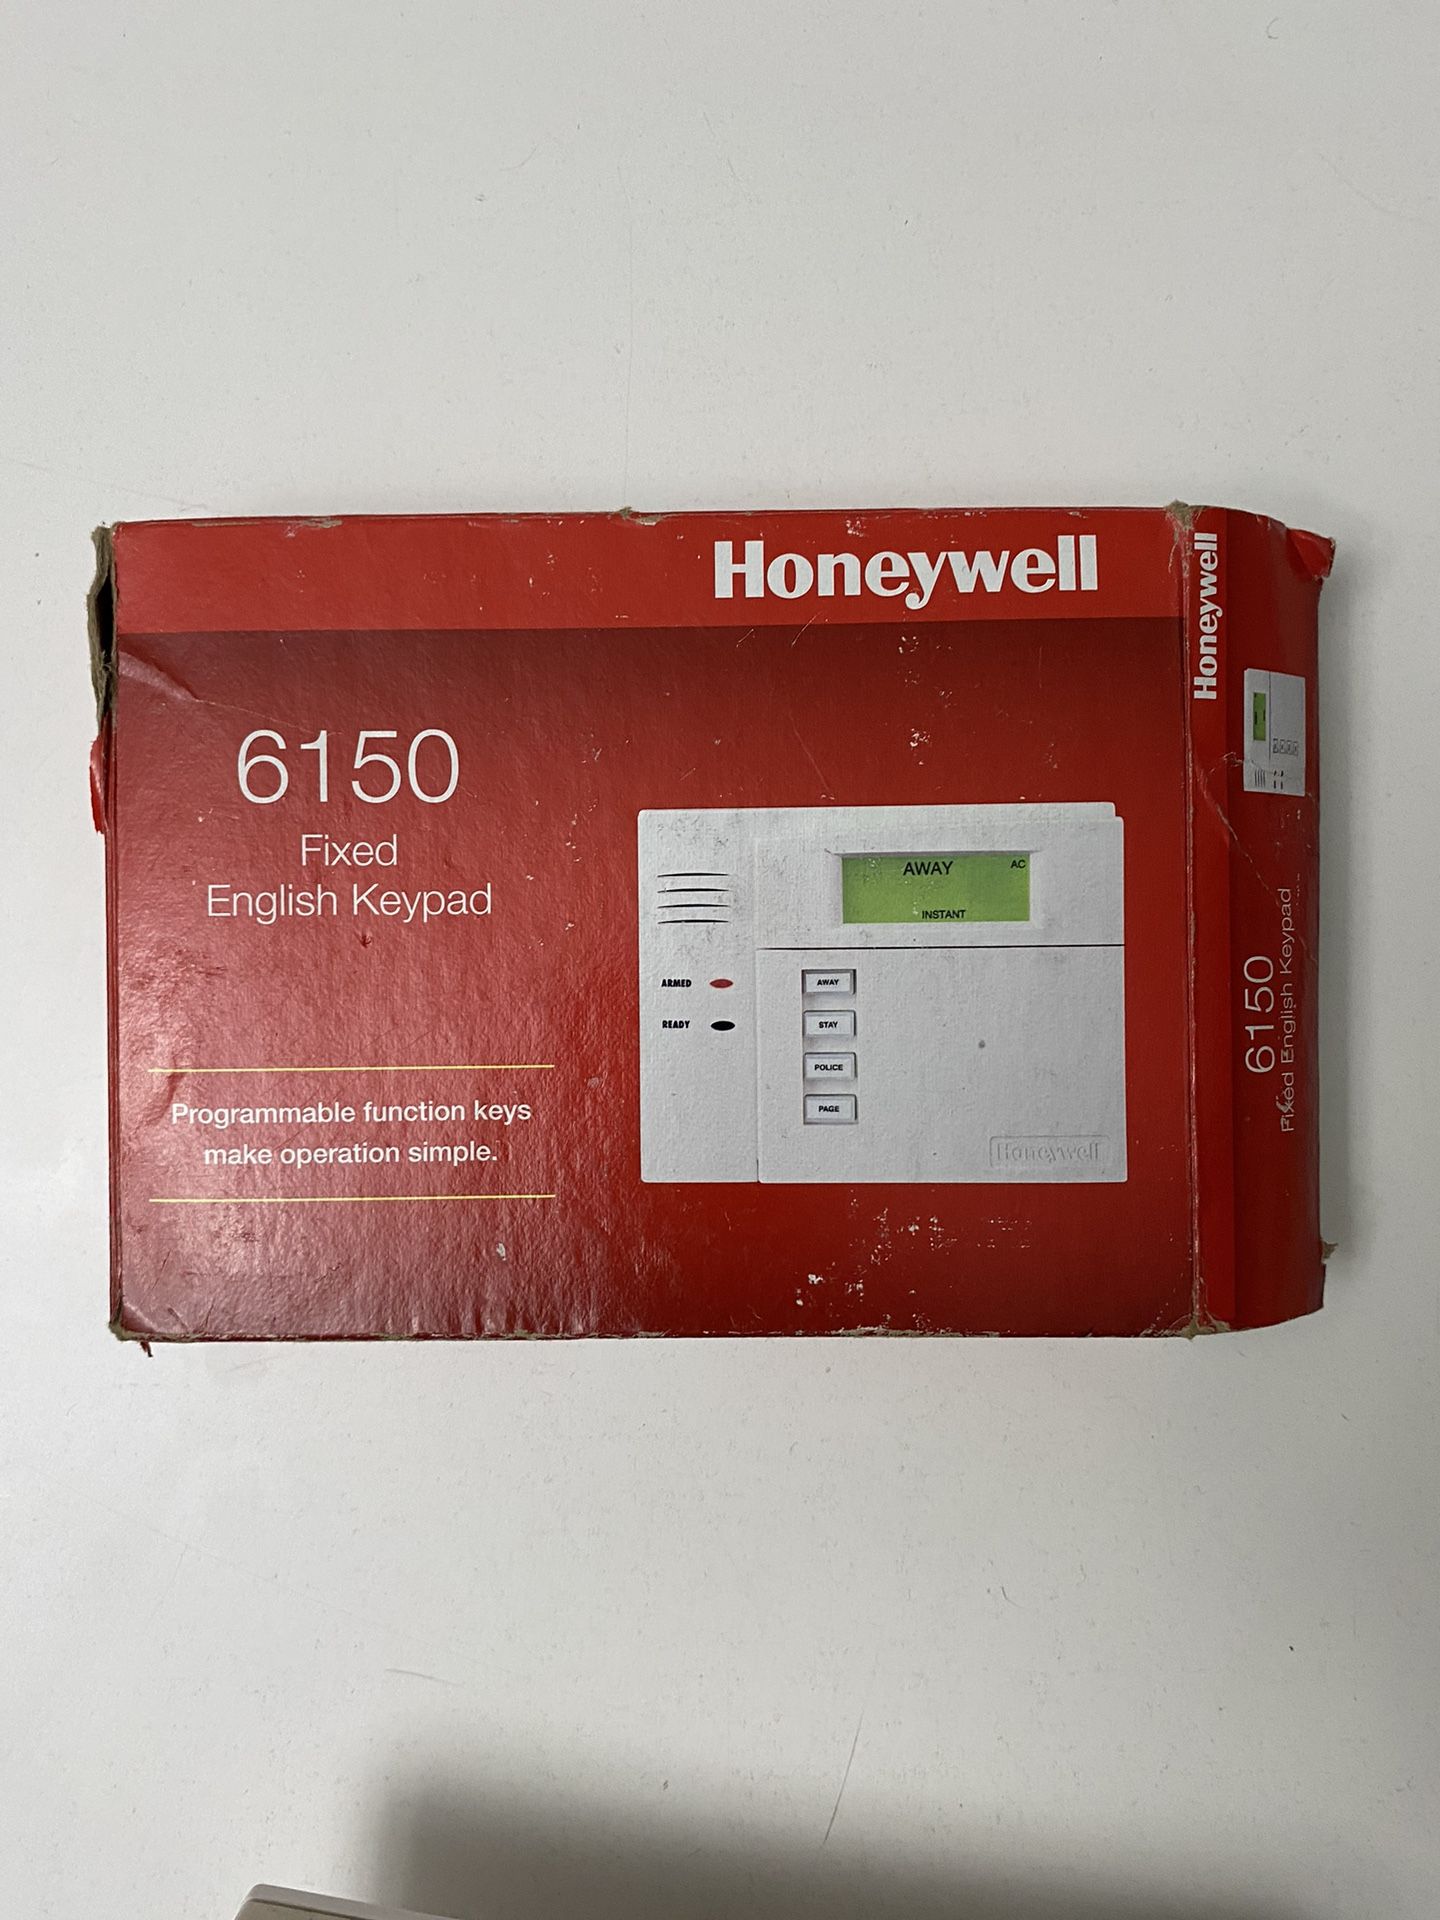 Honeywell
6150
Fixed
English Keypad
Programmable function keys
make operation simple.
AWAY
AC
INSTANT
ARMED
READY
AWAY
STAY
POLICE
PAGE
Honeywell
Honeywell
6150
Fixed English Keypad